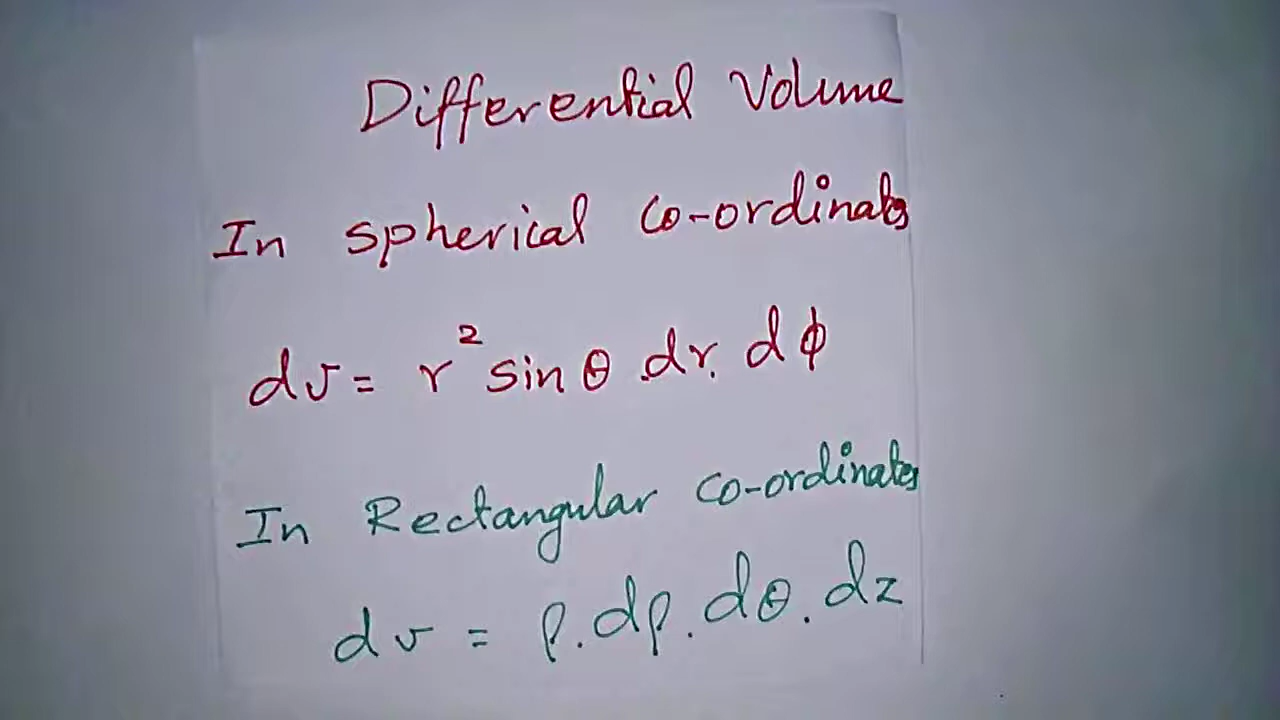 Differential Volume
In spherical co-ordinates
dv = r² sin θ .dr. dϕ
In Rectangular co-ordinates
dv = ρ. dρ. dθ. dz